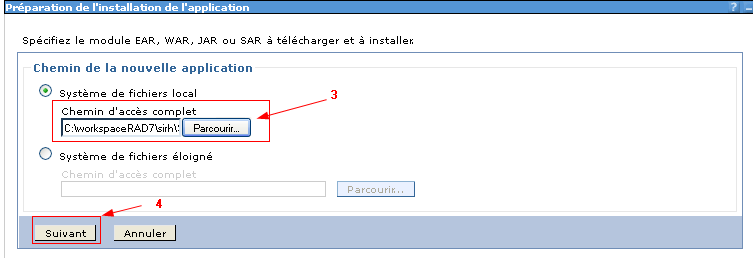 Préparation de l'installation de l'application ? –
Spécifiez le module EAR, WAR, JAR ou SAR à télécharger et à installer.
Chemin de la nouvelle application
Système de fichiers local
3
Chemin d'accès complet
C:\workspaceRAD7\sirh\ Parcourir...
Système de fichiers éloigné
Chemin d'accès complet
Parcourir...
4
Suivant Annuler